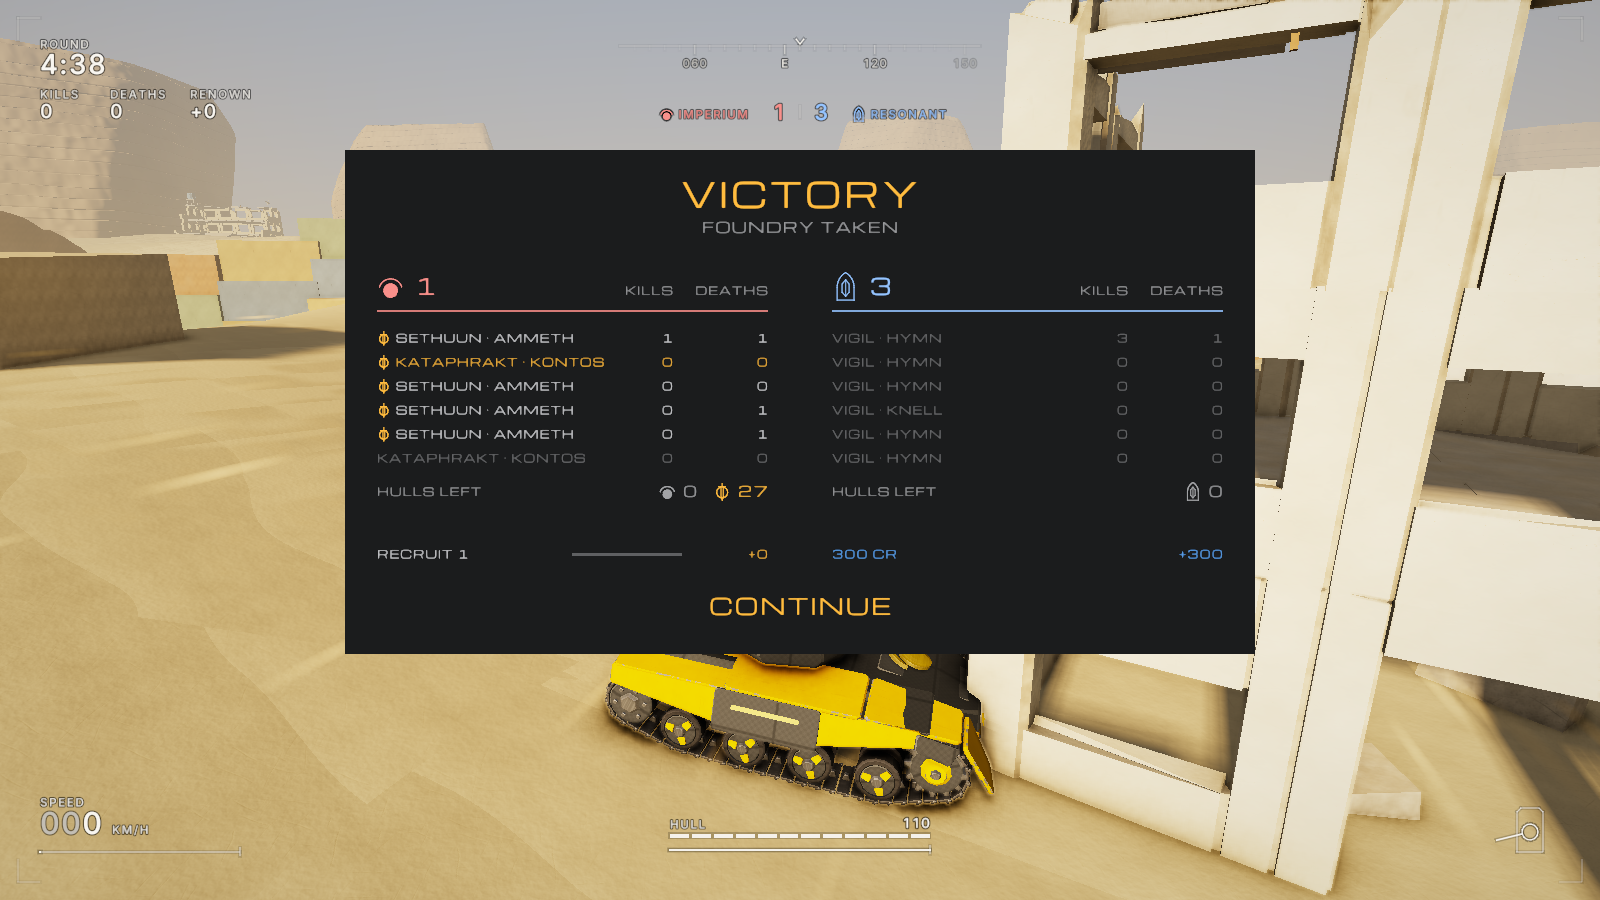 ROUND
4:38
KILLS DEATHS RENOWN
0 0 +0
060 E 120 150
IMPERIUM 1 3 RESONANT
VICTORY
FOUNDRY TAKEN
1 KILLS DEATHS
SETHUUN · AMMETH 1 1
KATAPHRAKT · KONTOS 0 0
SETHUUN · AMMETH 0 0
SETHUUN · AMMETH 0 1
SETHUUN · AMMETH 0 1
KATAPHRAKT · KONTOS 0 0
HULLS LEFT 0 27
RECRUIT 1 +0
3 KILLS DEATHS
VIGIL · HYMN 3 1
VIGIL · HYMN 0 0
VIGIL · HYMN 0 0
VIGIL · KNELL 0 0
VIGIL · HYMN 0 0
VIGIL · HYMN 0 0
HULLS LEFT 0
300 CR +300
CONTINUE
SPEED
000 KM/H
HULL 110